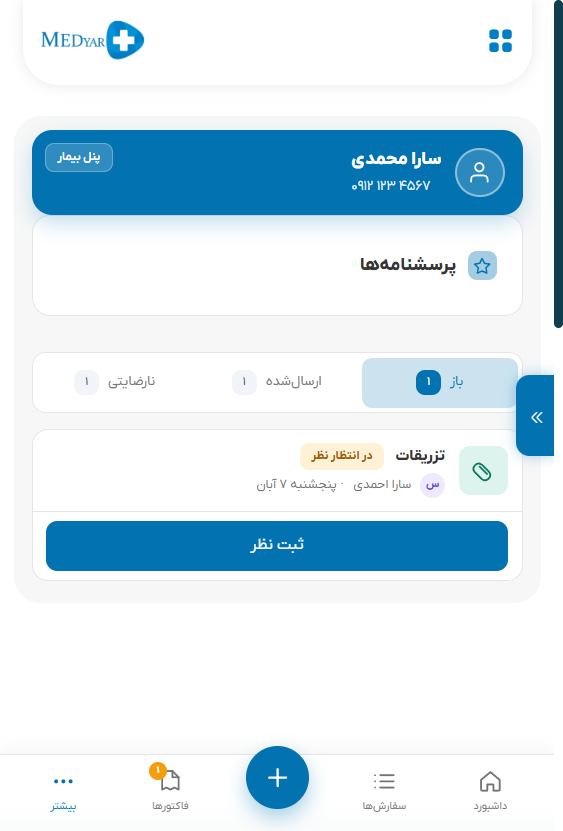 MEDYAR
سارا محمدی
۰۹۱۲ ۱۲۳ ۴۵۶۷
پنل بیمار
پرسشنامه‌ها
باز ۱
ارسال‌شده ۱
نارضایتی ۱
تزریقات در انتظار نظر
س سارا احمدی · پنجشنبه ۷ آبان
ثبت نظر
داشبورد
سفارش‌ها
۱
فاکتورها
بیشتر